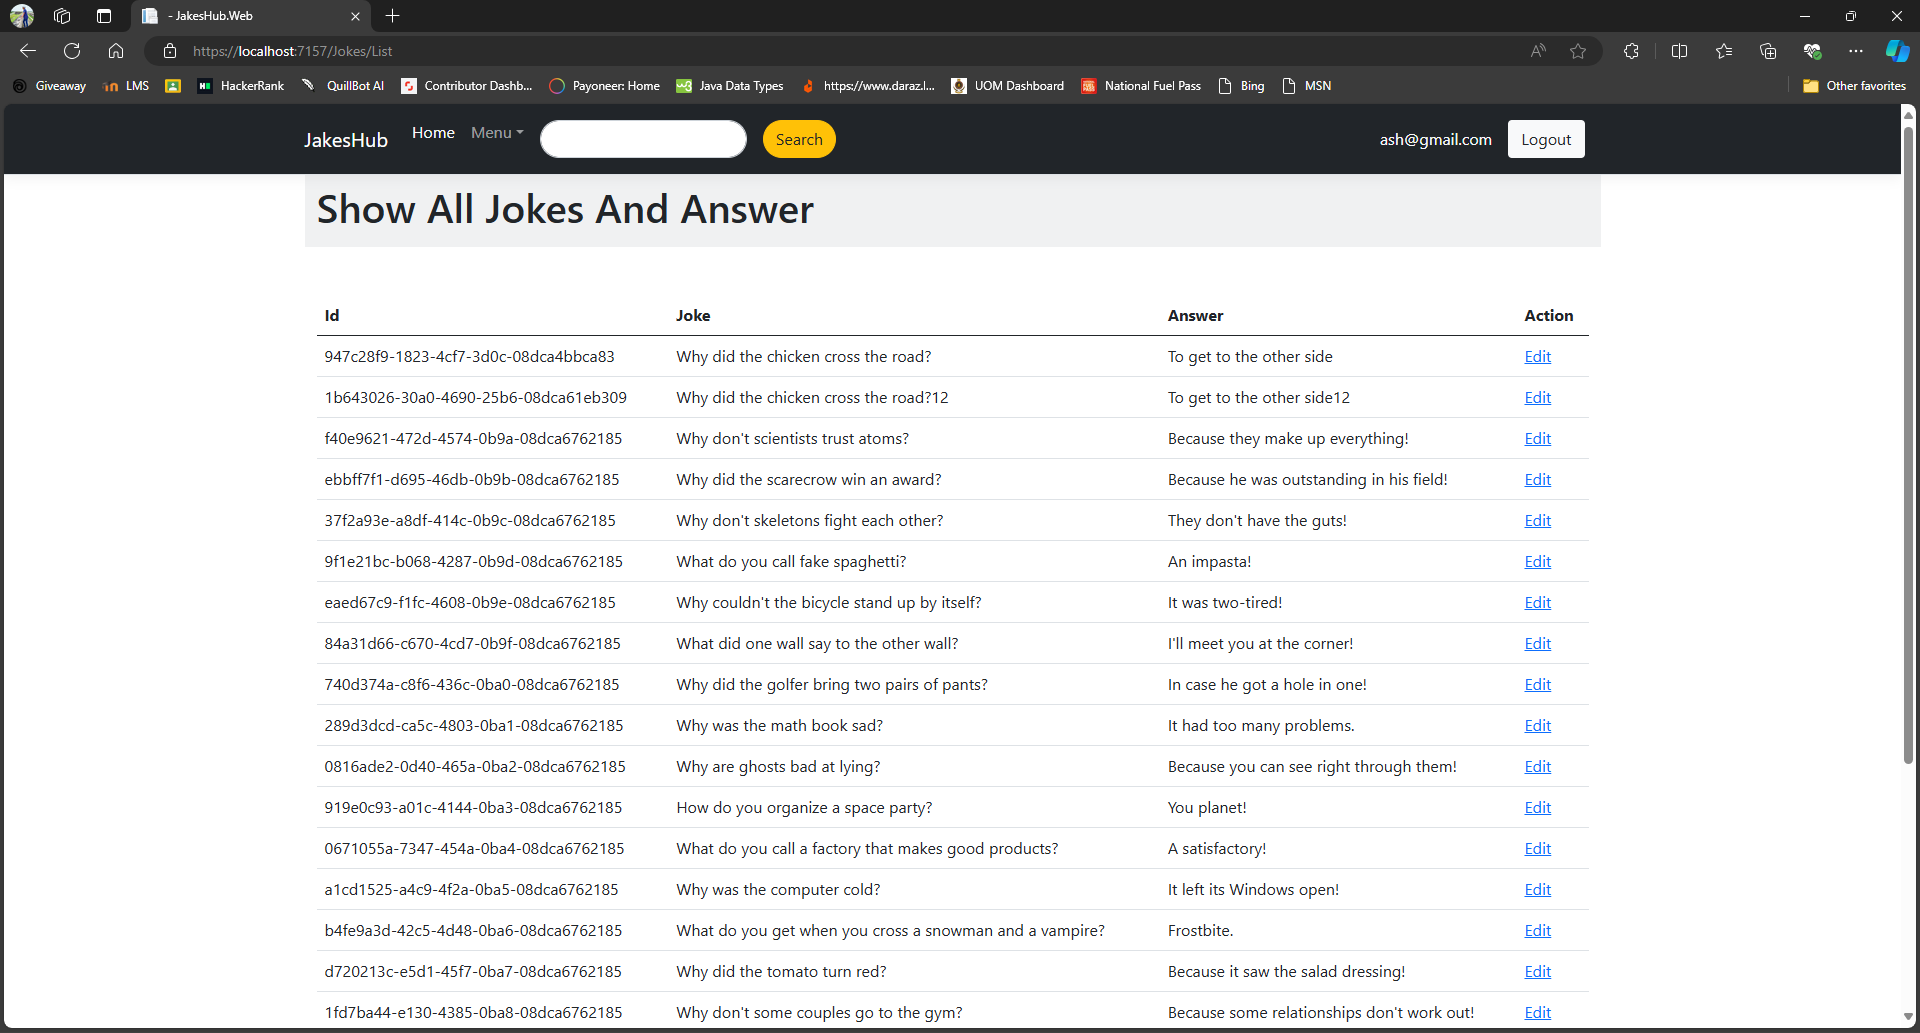 - JakesHub.Web
https://localhost:7157/Jokes/List
Giveaway LMS HackerRank QuillBot AI Contributor Dashb... Payoneer: Home Java Data Types https://www.daraz.l... UOM Dashboard National Fuel Pass Bing MSN Other favorites
JakesHub Home Menu Search ash@gmail.com Logout
Show All Jokes And Answer
Id Joke Answer Action
947c28f9-1823-4cf7-3d0c-08dca4bbca83 Why did the chicken cross the road? To get to the other side Edit
1b643026-30a0-4690-25b6-08dca61eb309 Why did the chicken cross the road?12 To get to the other side12 Edit
f40e9621-472d-4574-0b9a-08dca6762185 Why don't scientists trust atoms? Because they make up everything! Edit
ebbff7f1-d695-46db-0b9b-08dca6762185 Why did the scarecrow win an award? Because he was outstanding in his field! Edit
37f2a93e-a8df-414c-0b9c-08dca6762185 Why don't skeletons fight each other? They don't have the guts! Edit
9f1e21bc-b068-4287-0b9d-08dca6762185 What do you call fake spaghetti? An impasta! Edit
eaed67c9-f1fc-4608-0b9e-08dca6762185 Why couldn't the bicycle stand up by itself? It was two-tired! Edit
84a31d66-c670-4cd7-0b9f-08dca6762185 What did one wall say to the other wall? I'll meet you at the corner! Edit
740d374a-c8f6-436c-0ba0-08dca6762185 Why did the golfer bring two pairs of pants? In case he got a hole in one! Edit
289d3dcd-ca5c-4803-0ba1-08dca6762185 Why was the math book sad? It had too many problems. Edit
0816ade2-0d40-465a-0ba2-08dca6762185 Why are ghosts bad at lying? Because you can see right through them! Edit
919e0c93-a01c-4144-0ba3-08dca6762185 How do you organize a space party? You planet! Edit
0671055a-7347-454a-0ba4-08dca6762185 What do you call a factory that makes good products? A satisfactory! Edit
a1cd1525-a4c9-4f2a-0ba5-08dca6762185 Why was the computer cold? It left its Windows open! Edit
b4fe9a3d-42c5-4d48-0ba6-08dca6762185 What do you get when you cross a snowman and a vampire? Frostbite. Edit
d720213c-e5d1-45f7-0ba7-08dca6762185 Why did the tomato turn red? Because it saw the salad dressing! Edit
1fd7ba44-e130-4385-0ba8-08dca6762185 Why don't some couples go to the gym? Because some relationships don't work out! Edit